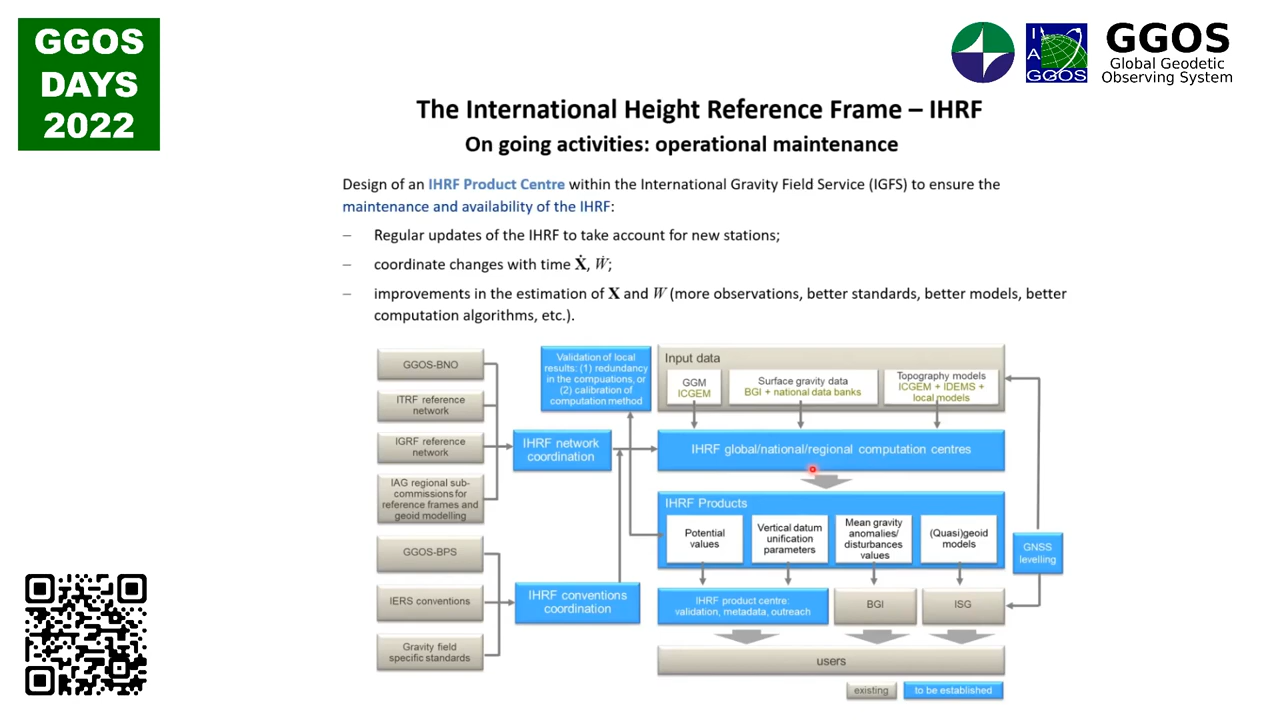 GGOS
DAYS
2022
I
A
G
GGOS
GGOS
Global Geodetic
Observing System
The International Height Reference Frame – IHRF
On going activities: operational maintenance
Design of an IHRF Product Centre within the International Gravity Field Service (IGFS) to ensure the
maintenance and availability of the IHRF:
– Regular updates of the IHRF to take account for new stations;
– coordinate changes with time Ẋ, Ẇ;
– improvements in the estimation of X and W (more observations, better standards, better models, better
computation algorithms, etc.).
GGOS-BNO
ITRF reference
network
IGRF reference
network
IAG regional sub-
commissions for
reference frames and
geoid modelling
GGOS-BPS
IERS conventions
Gravity field
specific standards
IHRF network
coordination
IHRF conventions
coordination
Validation of local
results: (1) redundancy
in the compuations, or
(2) calibration of
computation method
Input data
GGM
ICGEM
Surface gravity data
BGI + national data banks
Topography models
ICGEM + IDEMS +
local models
IHRF global/national/regional computation centres
IHRF Products
Potential
values
Vertical datum
unification
parameters
Mean gravity
anomalies/
disturbances
values
(Quasi)geoid
models
GNSS
levelling
IHRF product centre:
validation, metadata, outreach
BGI
ISG
users
existing
to be established